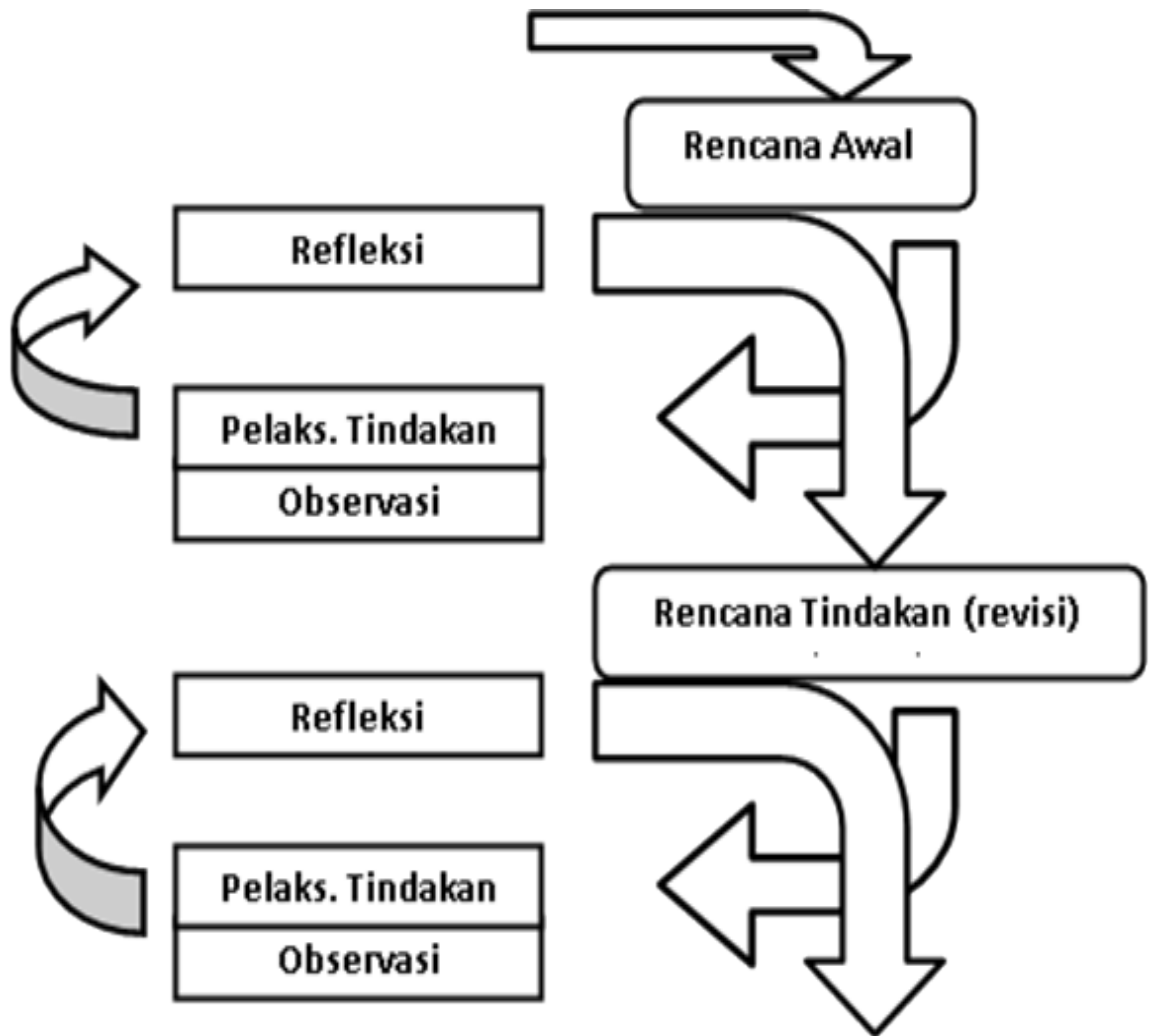 Rencana Awal
Refleksi
Pelaks. Tindakan
Observasi
Rencana Tindakan (revisi)
Refleksi
Pelaks. Tindakan
Observasi